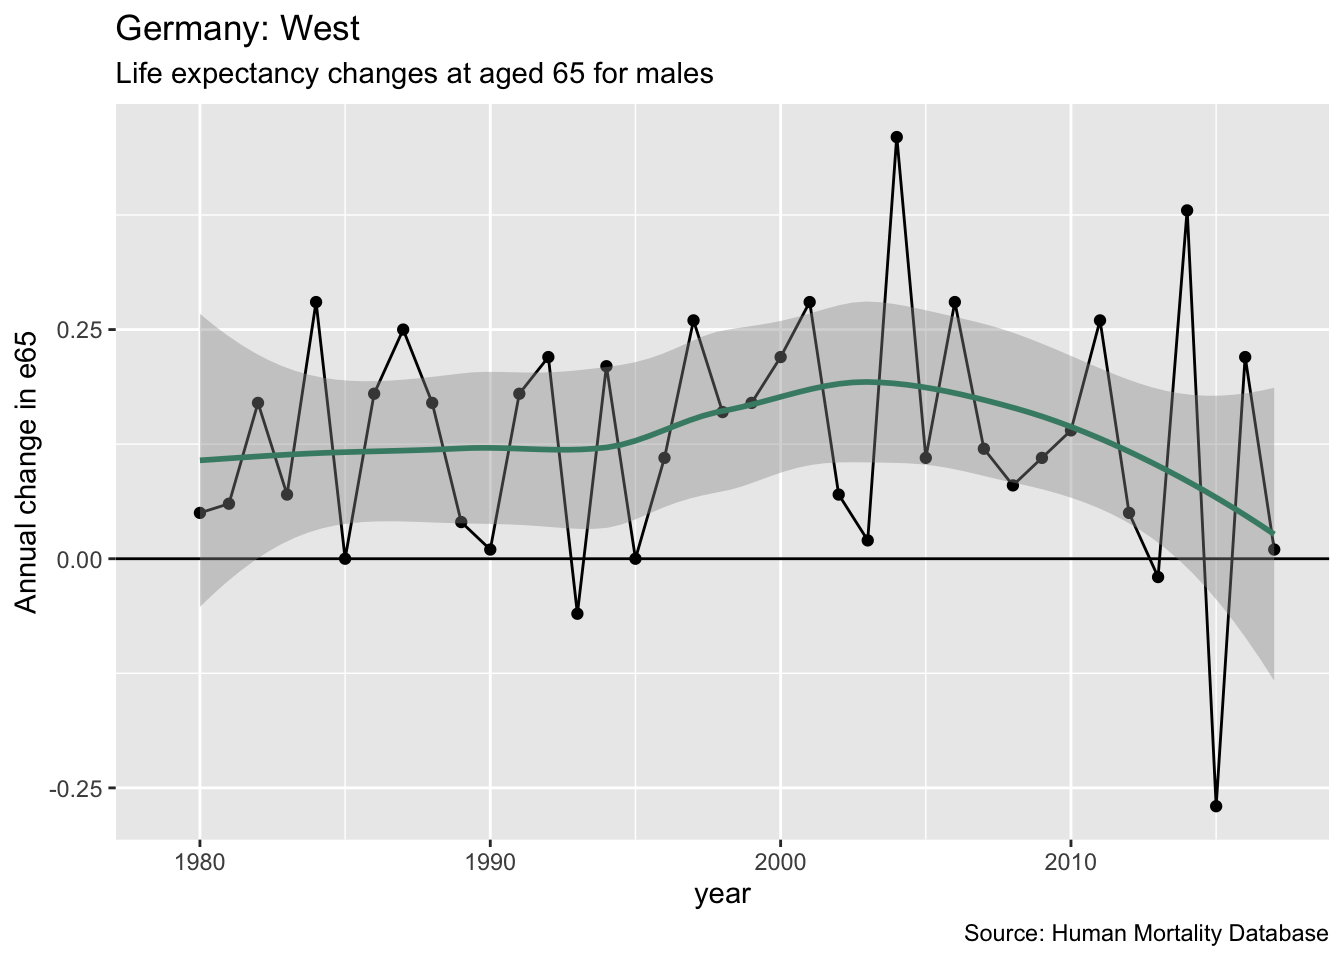 Germany: West
Life expectancy changes at aged 65 for males
Annual change in e65
0.25
0.00
-0.25
1980 1990 2000 2010
year
Source: Human Mortality Database